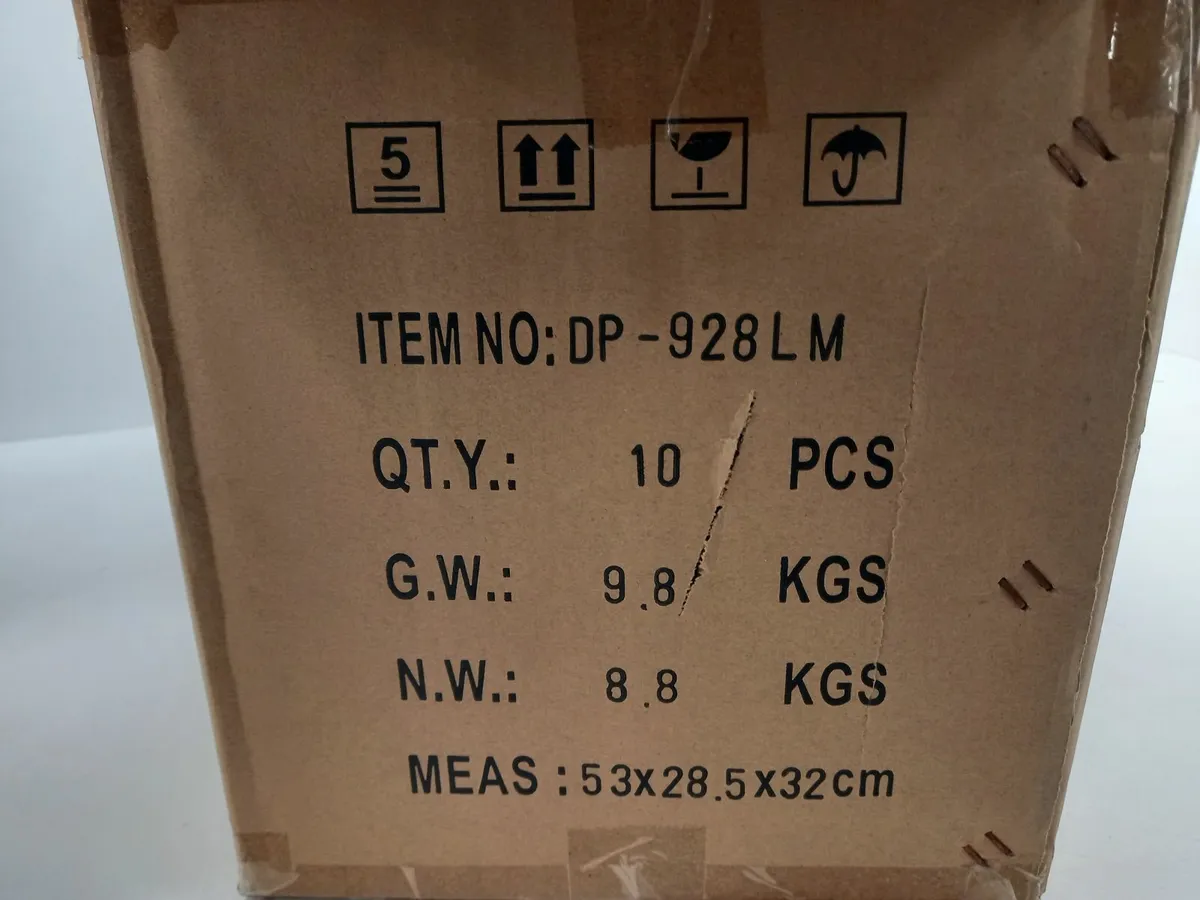 5
ITEM NO: DP-928LM
QT.Y.: 10 PCS
G.W.: 9.8 KGS
N.W.: 8.8 KGS
MEAS : 53x28.5x32cm